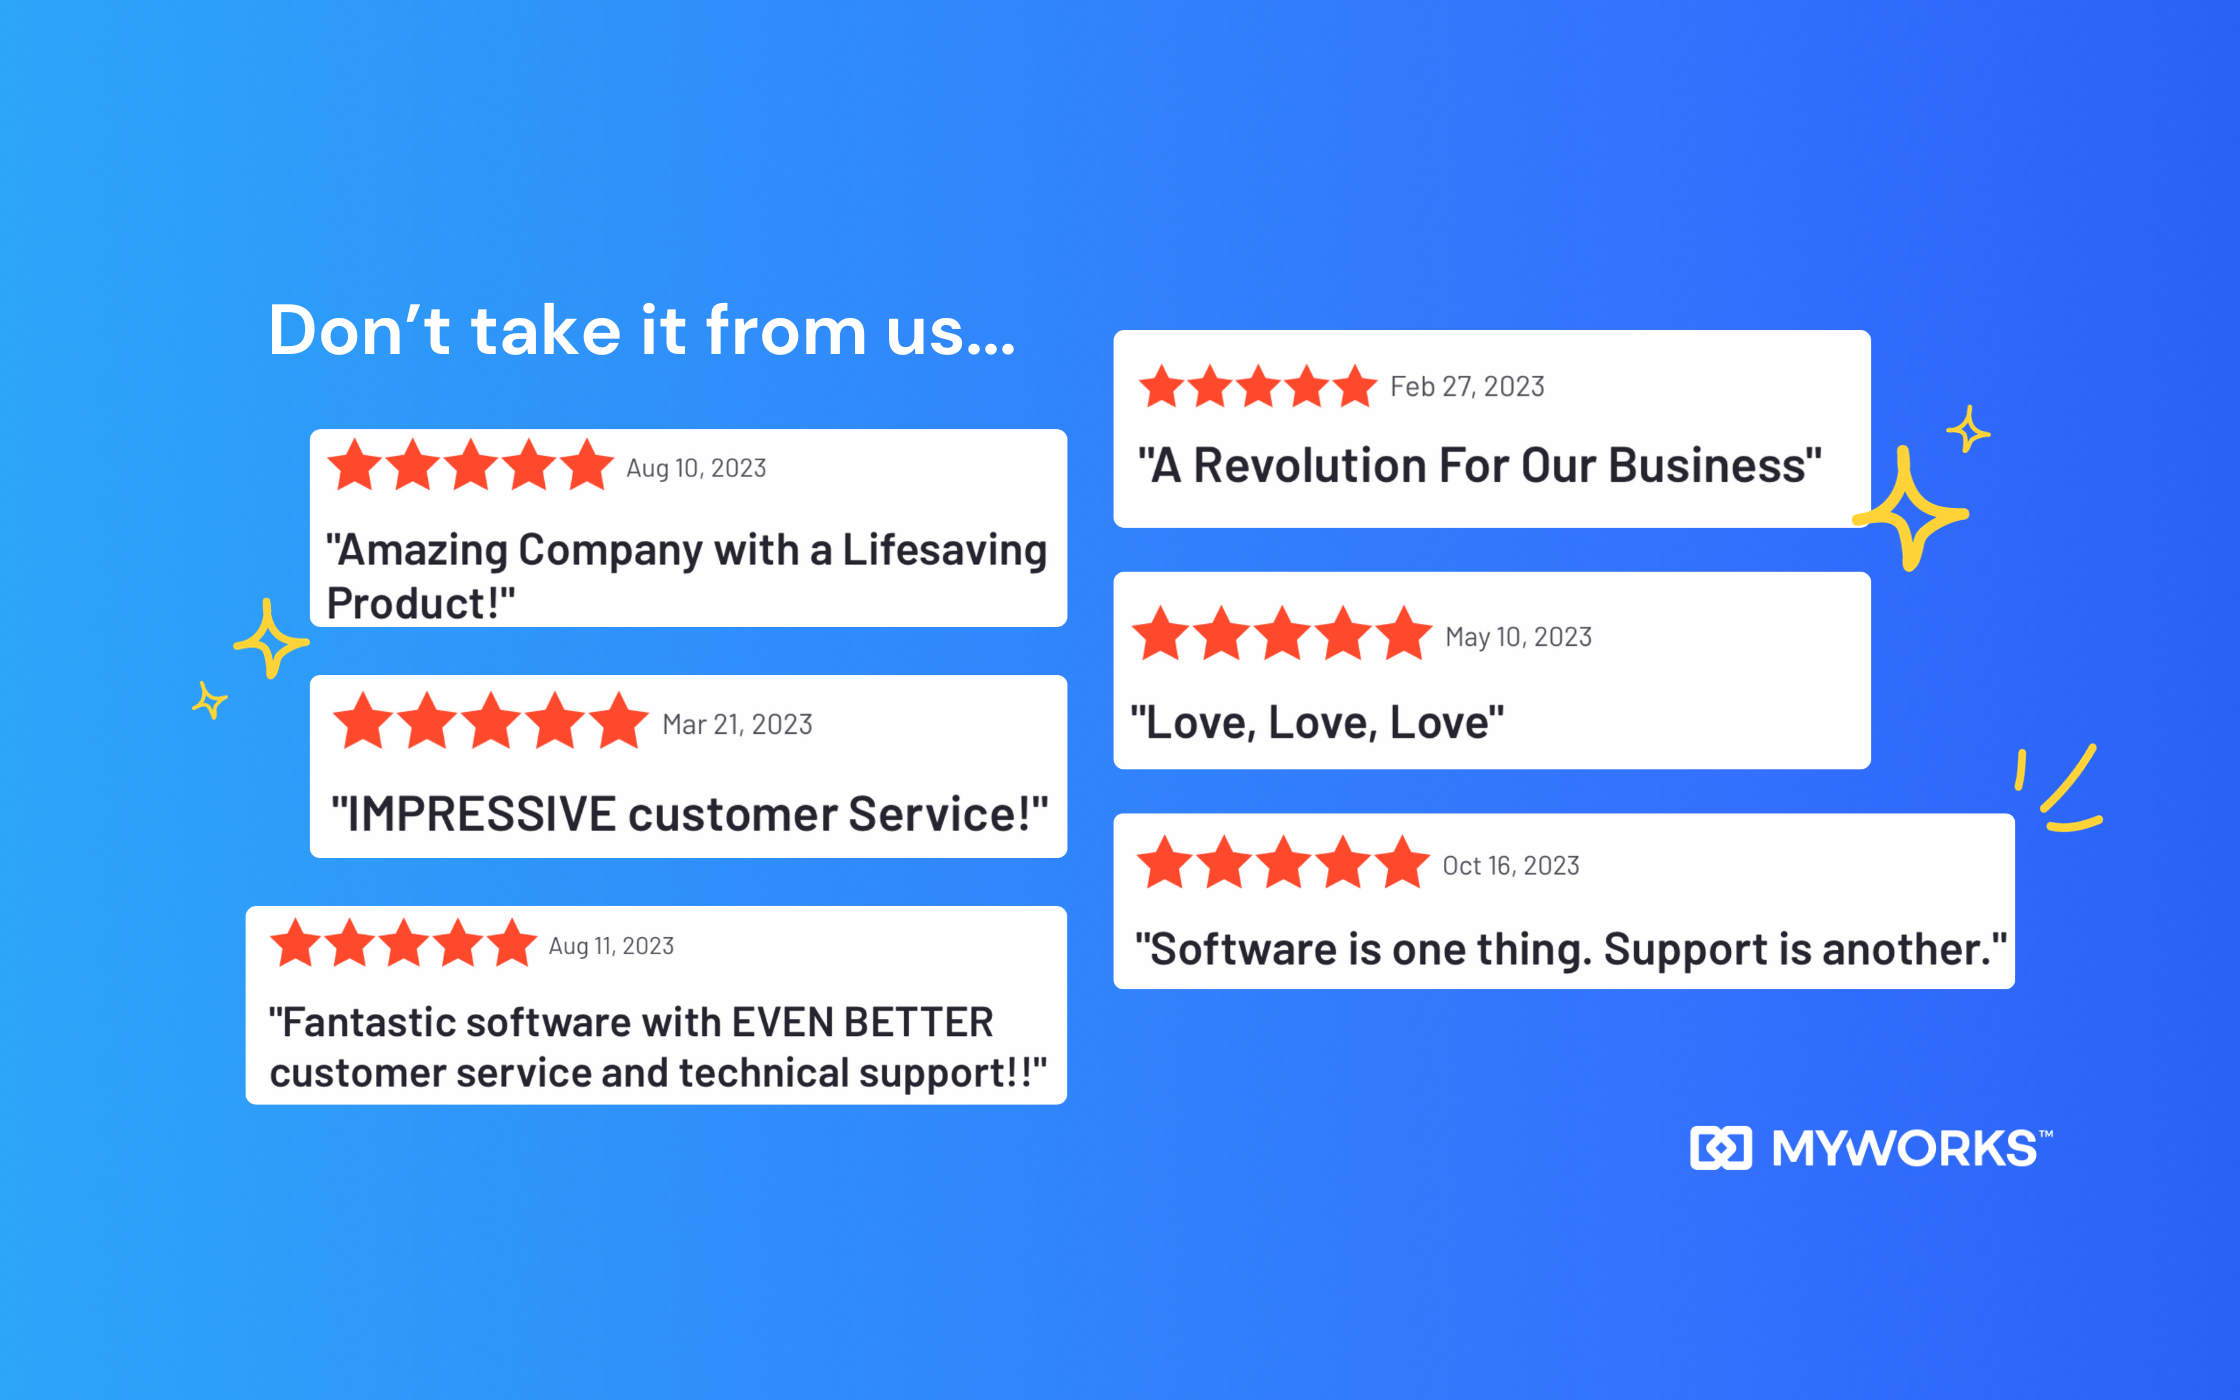 Don’t take it from us...
Aug 10, 2023
"Amazing Company with a Lifesaving
Product!"
Mar 21, 2023
"IMPRESSIVE customer Service!"
Aug 11, 2023
"Fantastic software with EVEN BETTER
customer service and technical support!!"
Feb 27, 2023
"A Revolution For Our Business"
May 10, 2023
"Love, Love, Love"
Oct 16, 2023
"Software is one thing. Support is another."
MYWORKS™